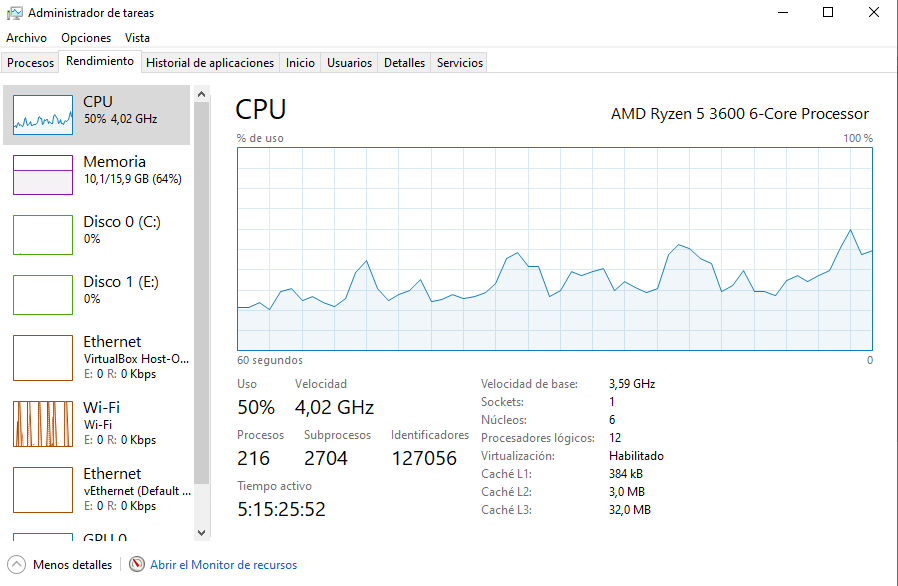 Administrador de tareas
Archivo Opciones Vista
Procesos Rendimiento Historial de aplicaciones Inicio Usuarios Detalles Servicios
CPU
50% 4,02 GHz
Memoria
10,1/15,9 GB (64%)
Disco 0 (C:)
0%
Disco 1 (E:)
0%
Ethernet
VirtualBox Host-O...
E: 0 R: 0 Kbps
Wi-Fi
Wi-Fi
E: 0 R: 0 Kbps
Ethernet
vEthernet (Default ...
E: 0 R: 0 Kbps
GPU 0
CPU AMD Ryzen 5 3600 6-Core Processor
% de uso 100 %
60 segundos 0
Uso Velocidad
50% 4,02 GHz
Procesos Subprocesos Identificadores
216 2704 127056
Tiempo activo
5:15:25:52
Velocidad de base: 3,59 GHz
Sockets: 1
Núcleos: 6
Procesadores lógicos: 12
Virtualización: Habilitado
Caché L1: 384 kB
Caché L2: 3,0 MB
Caché L3: 32,0 MB
Menos detalles Abrir el Monitor de recursos